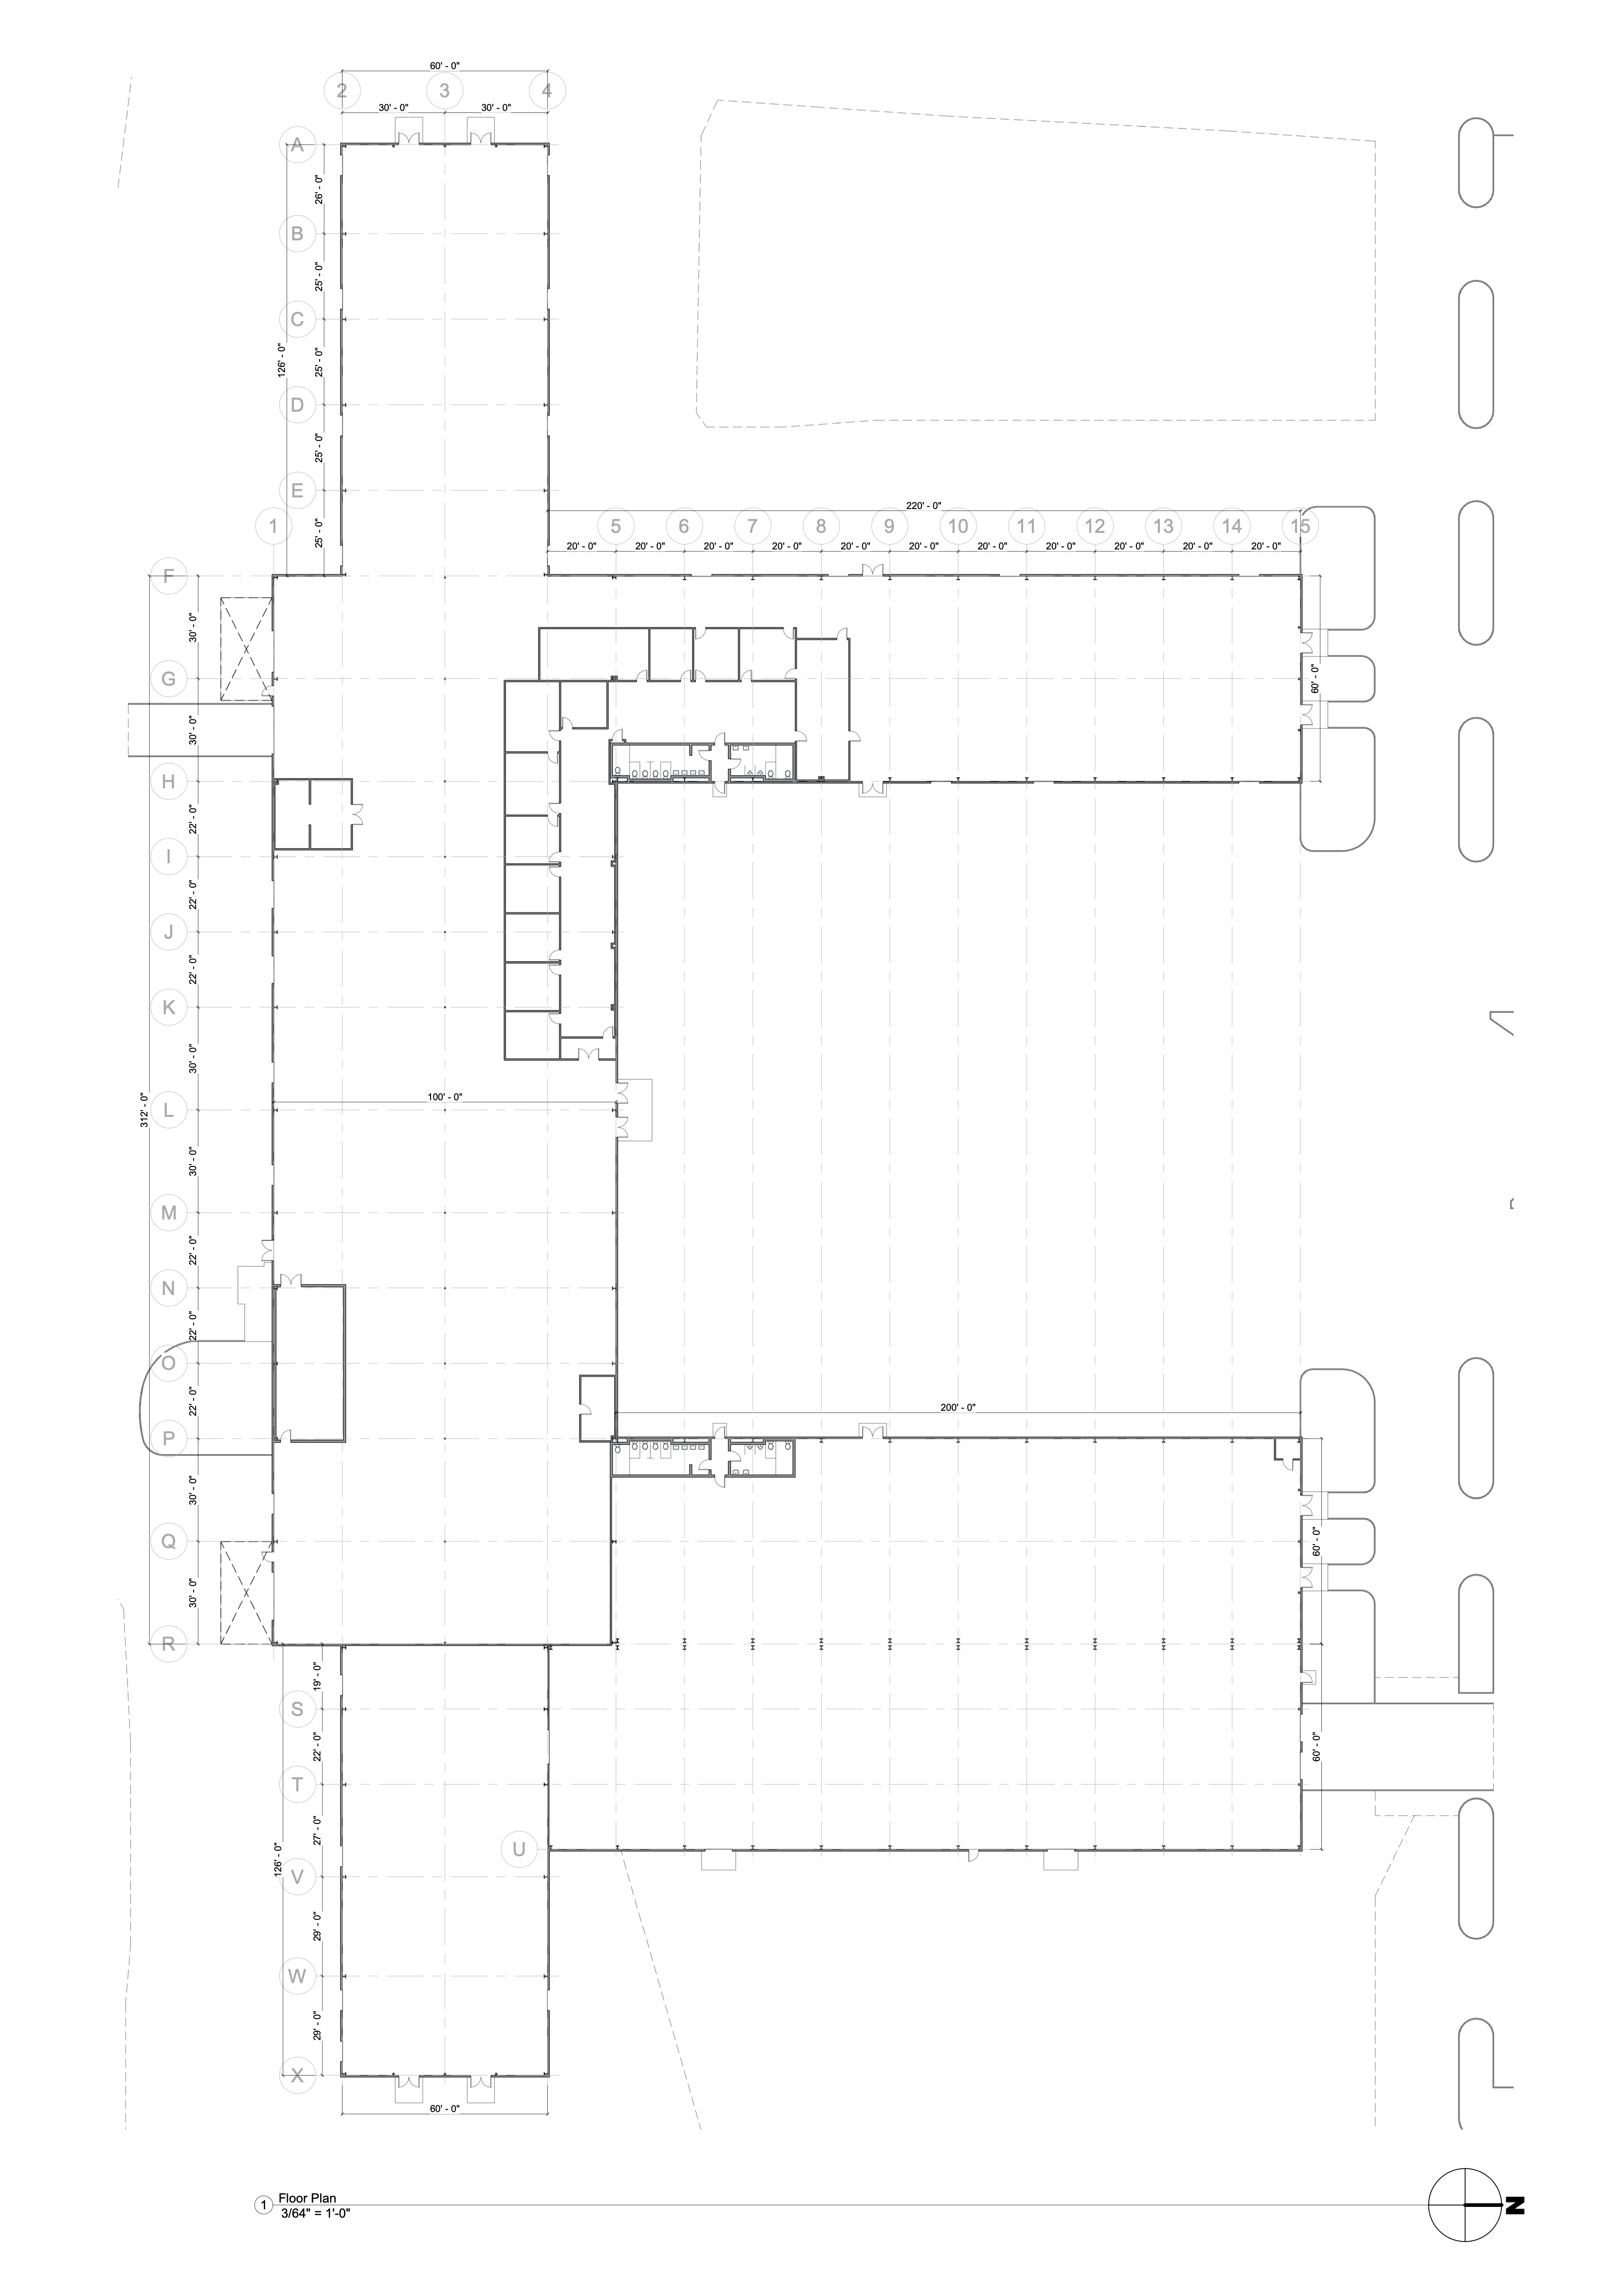 60' - 0"
2
3
4
30' - 0"
30' - 0"
A
26' - 0"
B
25' - 0"
C
126' - 0"
25' - 0"
D
25' - 0"
E
25' - 0"
220' - 0"
1
5
6
7
8
9
10
11
12
13
14
15
20' - 0"
20' - 0"
20' - 0"
20' - 0"
20' - 0"
20' - 0"
20' - 0"
20' - 0"
20' - 0"
20' - 0"
20' - 0"
F
30' - 0"
G
60' - 0"
30' - 0"
H
22' - 0"
I
22' - 0"
J
22' - 0"
K
30' - 0"
312' - 0"
100' - 0"
L
30' - 0"
M
22' - 0"
N
22' - 0"
O
22' - 0"
200' - 0"
P
30' - 0"
Q
60' - 0"
30' - 0"
R
19' - 0"
S
22' - 0"
60' - 0"
T
27' - 0"
U
126' - 0"
V
29' - 0"
W
29' - 0"
X
60' - 0"
1
Floor Plan
3/64" = 1'-0"
N